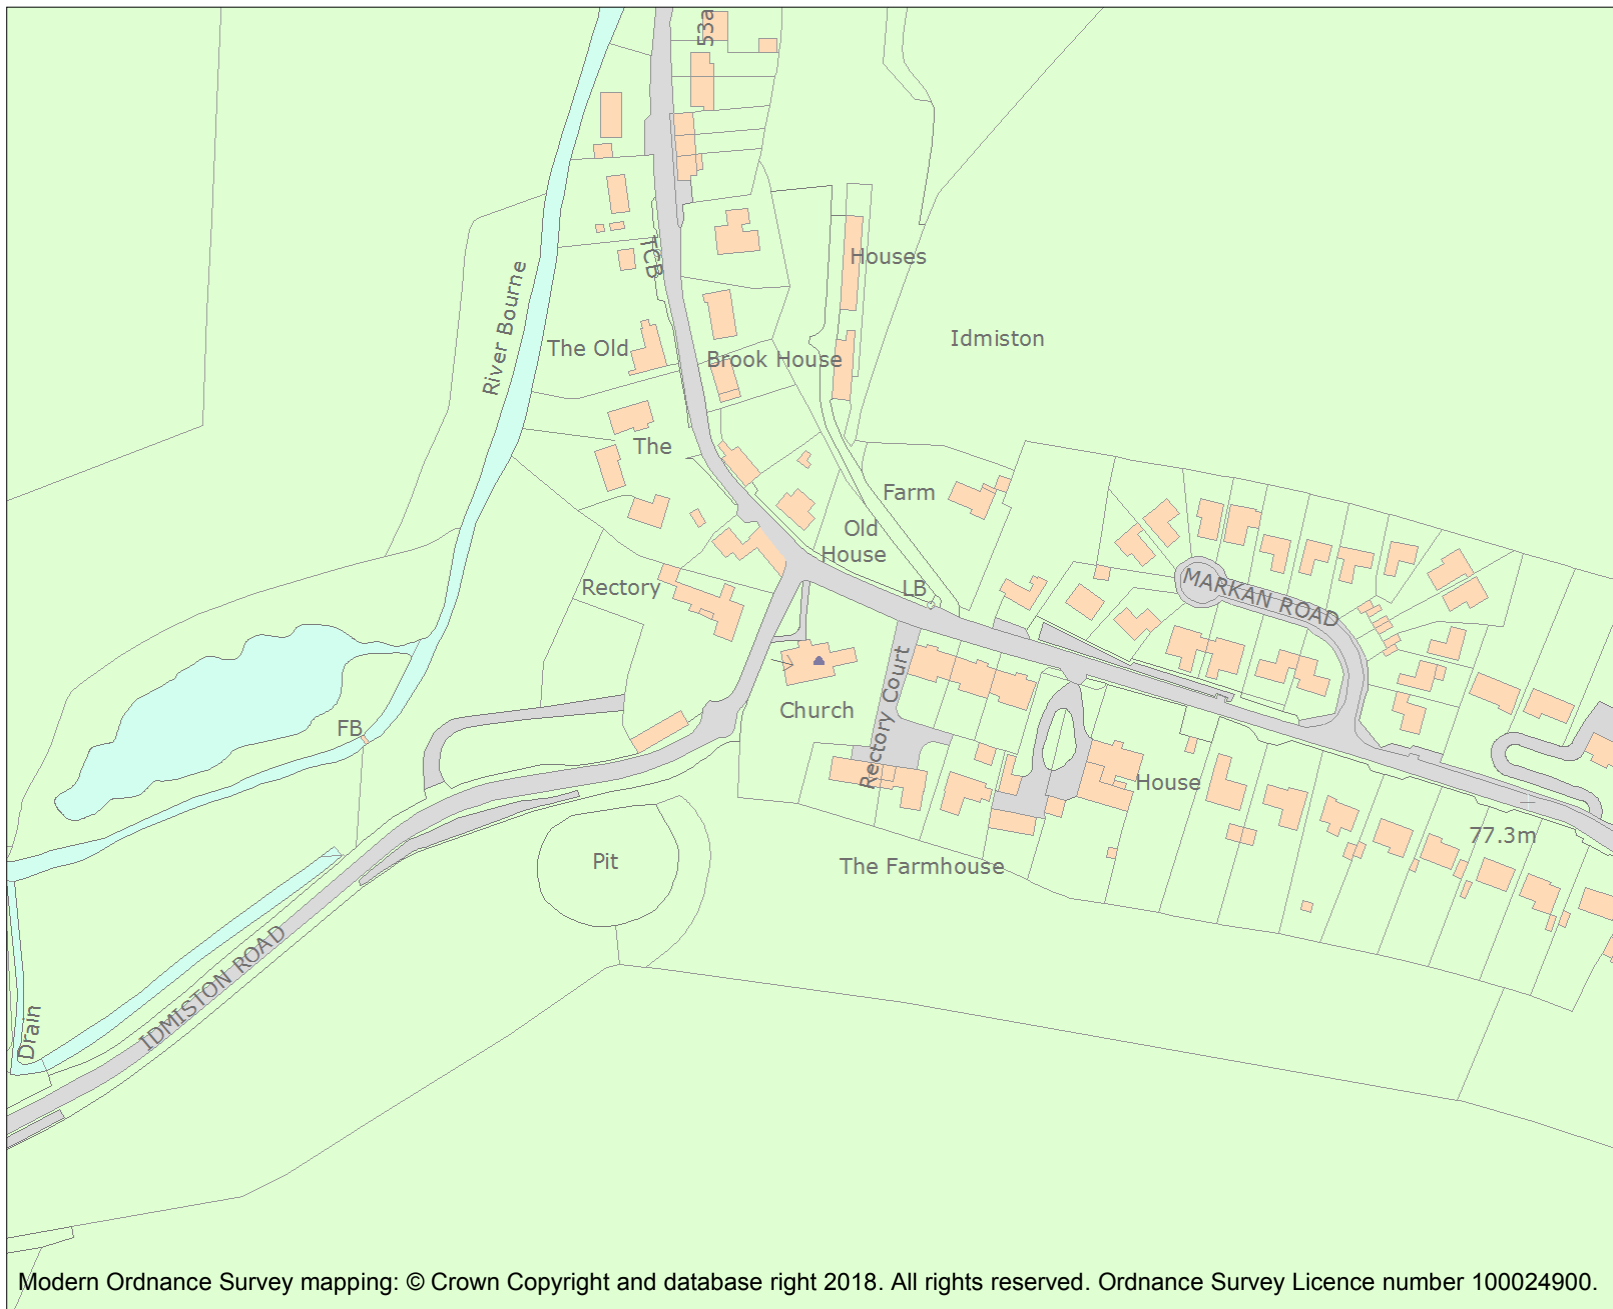 53a
TCB
Houses
River Bourne
Idmiston
The Old
Brook House
The
Farm
Old
House
MARKAN ROAD
Rectory
LB
Rectory Court
Church
FB
House
77.3m
Pit
The Farmhouse
IDMISTON ROAD
Drain
Modern Ordnance Survey mapping: © Crown Copyright and database right 2018. All rights reserved. Ordnance Survey Licence number 100024900.